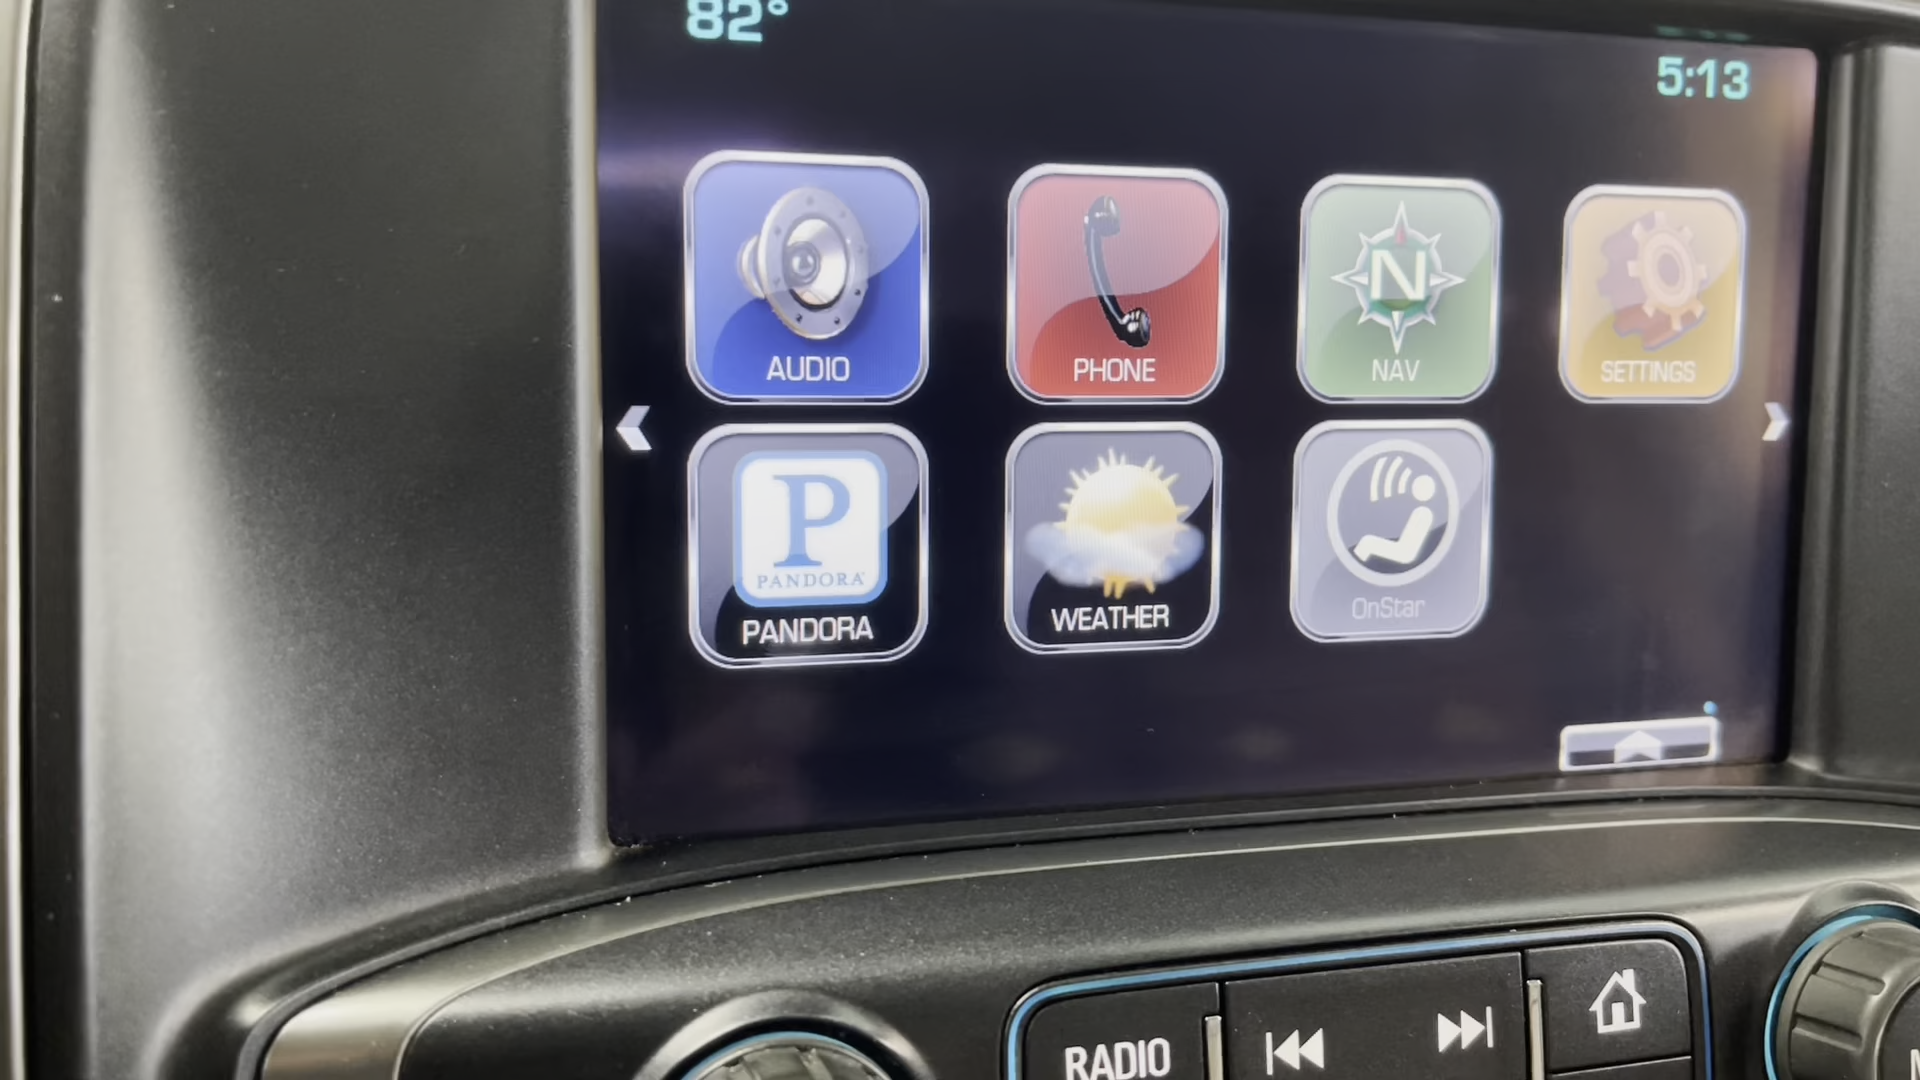 82°
5:13
AUDIO
PHONE
N
NAV
SETTINGS
P
PANDORA
PANDORA
WEATHER
OnStar
RADIO